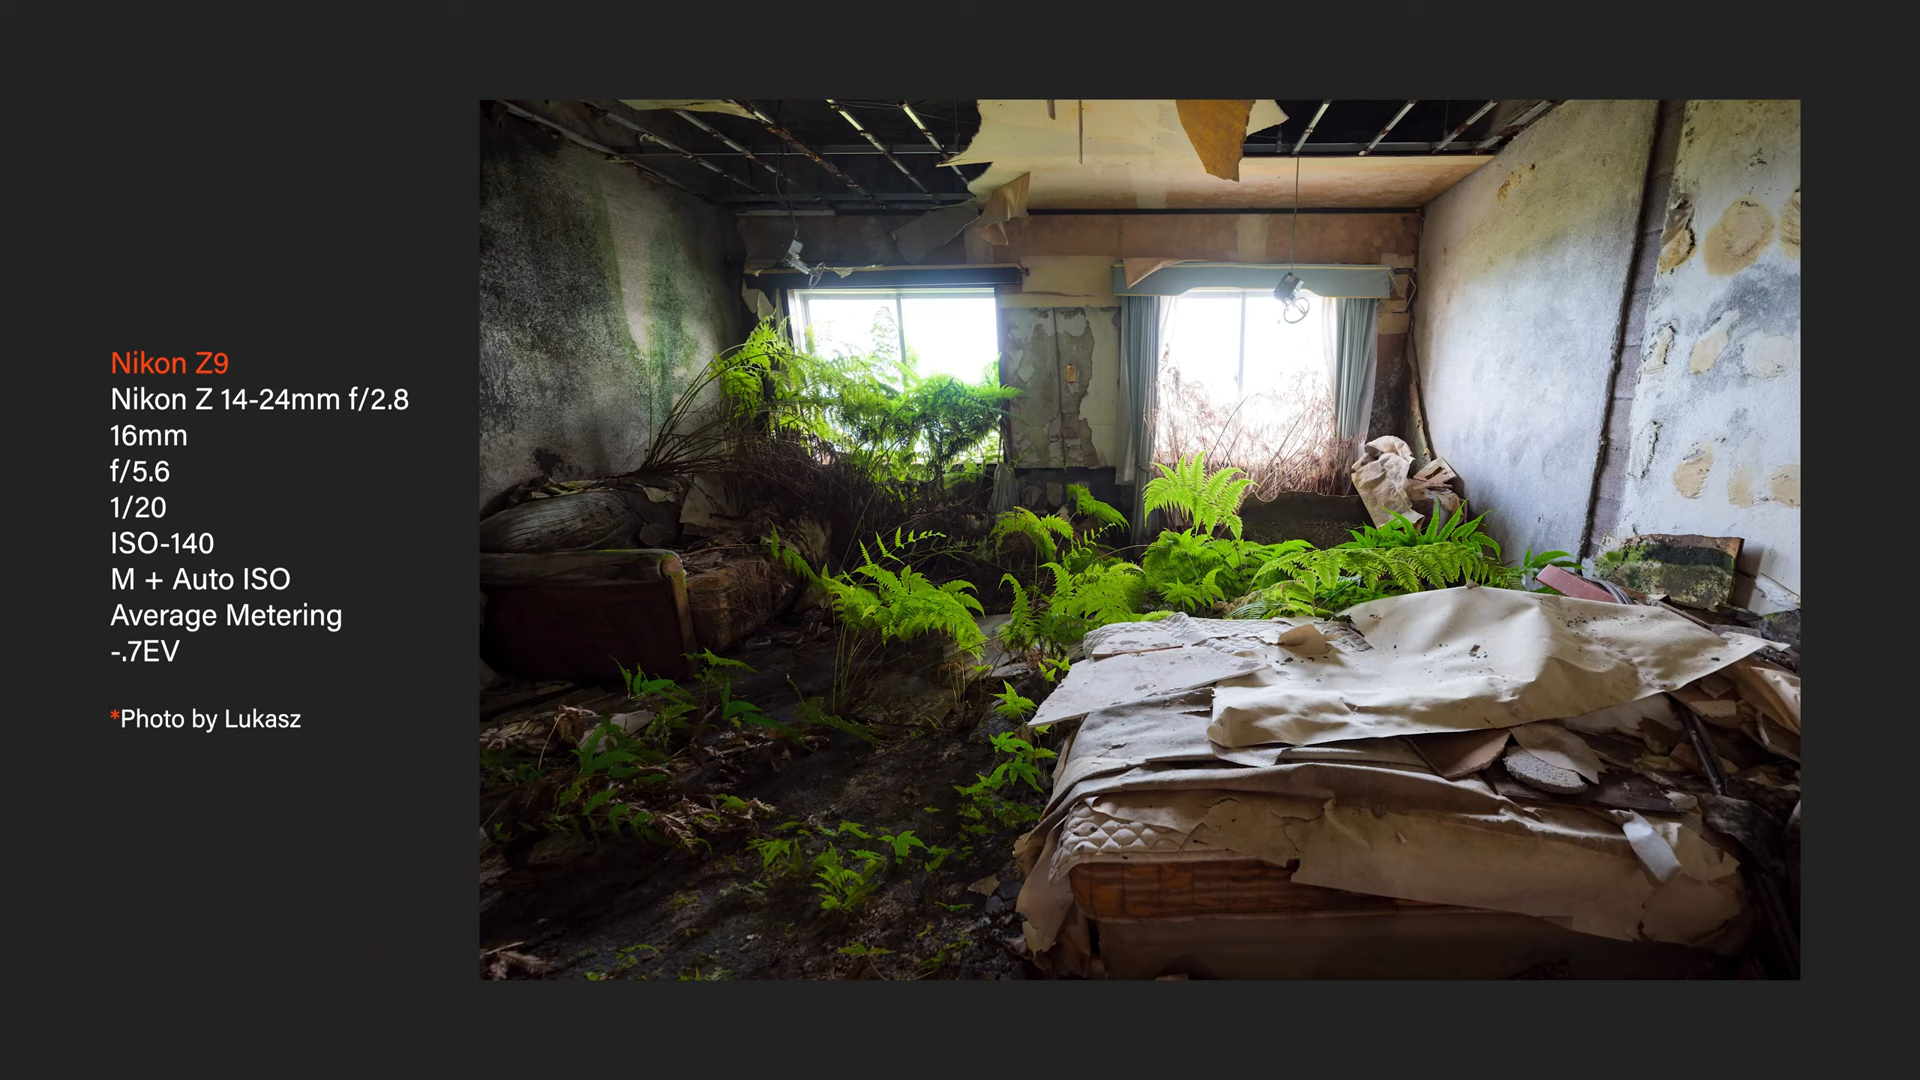 Nikon Z9
Nikon Z 14-24mm f/2.8
16mm
f/5.6
1/20
ISO-140
M + Auto ISO
Average Metering
-.7EV
*Photo by Lukasz